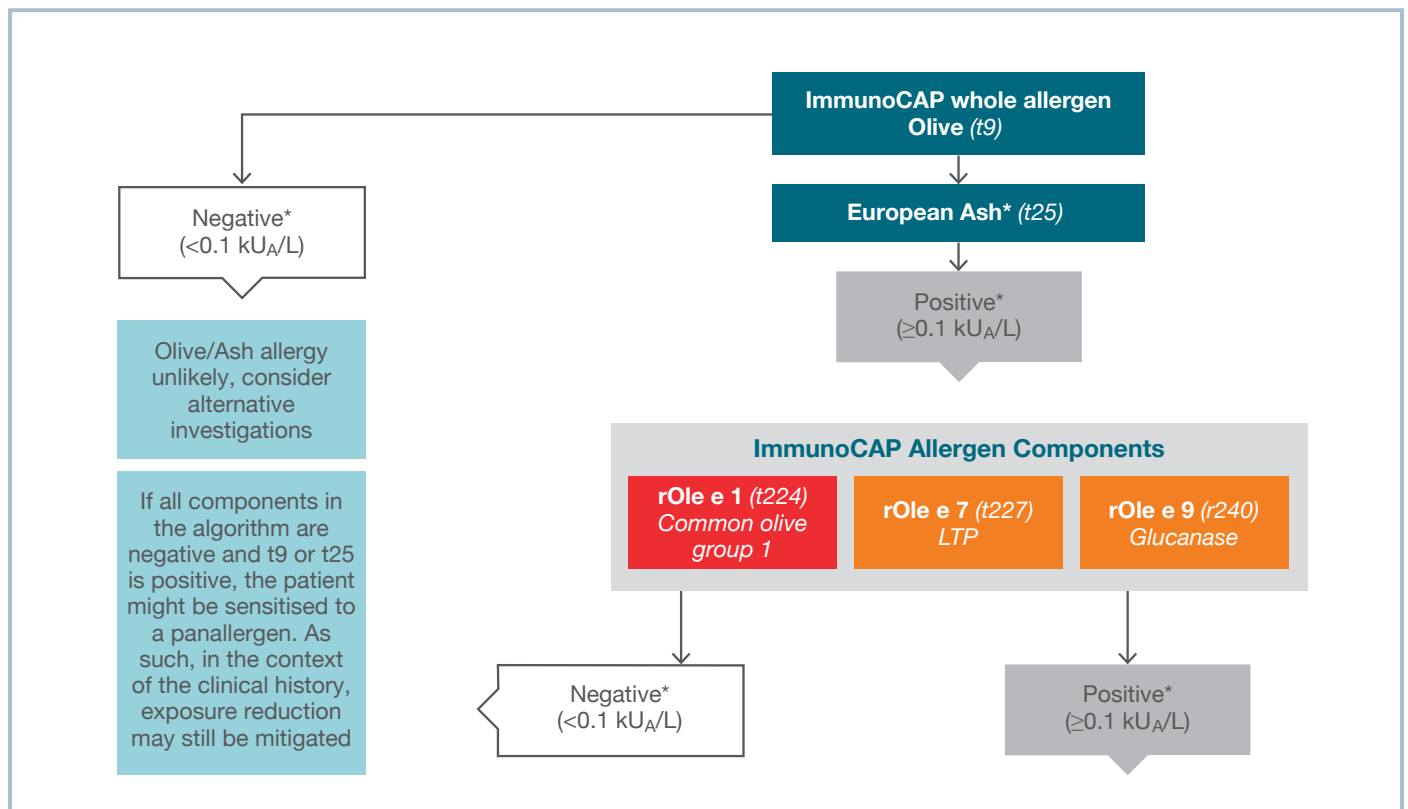 ImmunoCAP whole allergen
Olive (t9)
European Ash* (t25)
Negative*
(<0.1 kUA/L)
Positive*
(≥0.1 kUA/L)
Olive/Ash allergy
unlikely, consider
alternative
investigations
If all components in
the algorithm are
negative and t9 or t25
is positive, the patient
might be sensitised to
a panallergen. As
such, in the context
of the clinical history,
exposure reduction
may still be mitigated
ImmunoCAP Allergen Components
rOle e 1 (t224)
Common olive
group 1
rOle e 7 (t227)
LTP
rOle e 9 (r240)
Glucanase
Negative*
(<0.1 kUA/L)
Positive*
(≥0.1 kUA/L)